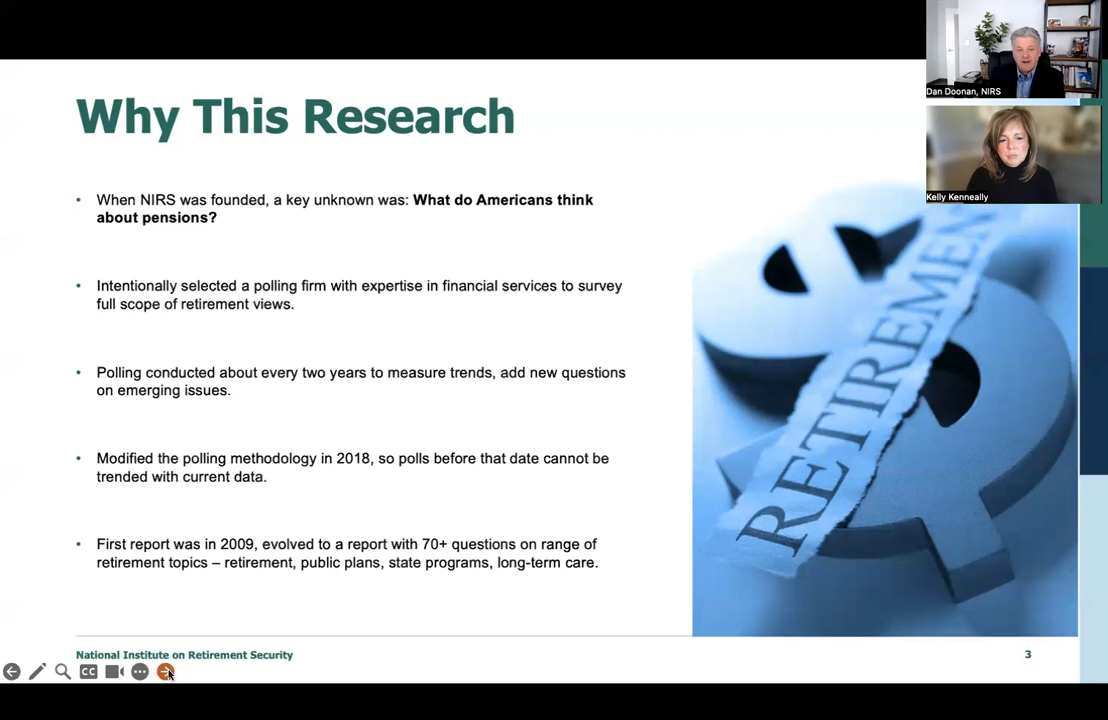 Why This Research
• When NIRS was founded, a key unknown was: What do Americans think
about pensions?
• Intentionally selected a polling firm with expertise in financial services to survey
full scope of retirement views.
• Polling conducted about every two years to measure trends, add new questions
on emerging issues.
• Modified the polling methodology in 2018, so polls before that date cannot be
trended with current data.
• First report was in 2009, evolved to a report with 70+ questions on range of
retirement topics – retirement, public plans, state programs, long-term care.
RETIREMENT
Dan Doonan, NIRS
Kelly Kenneally
National Institute on Retirement Security
3
CC